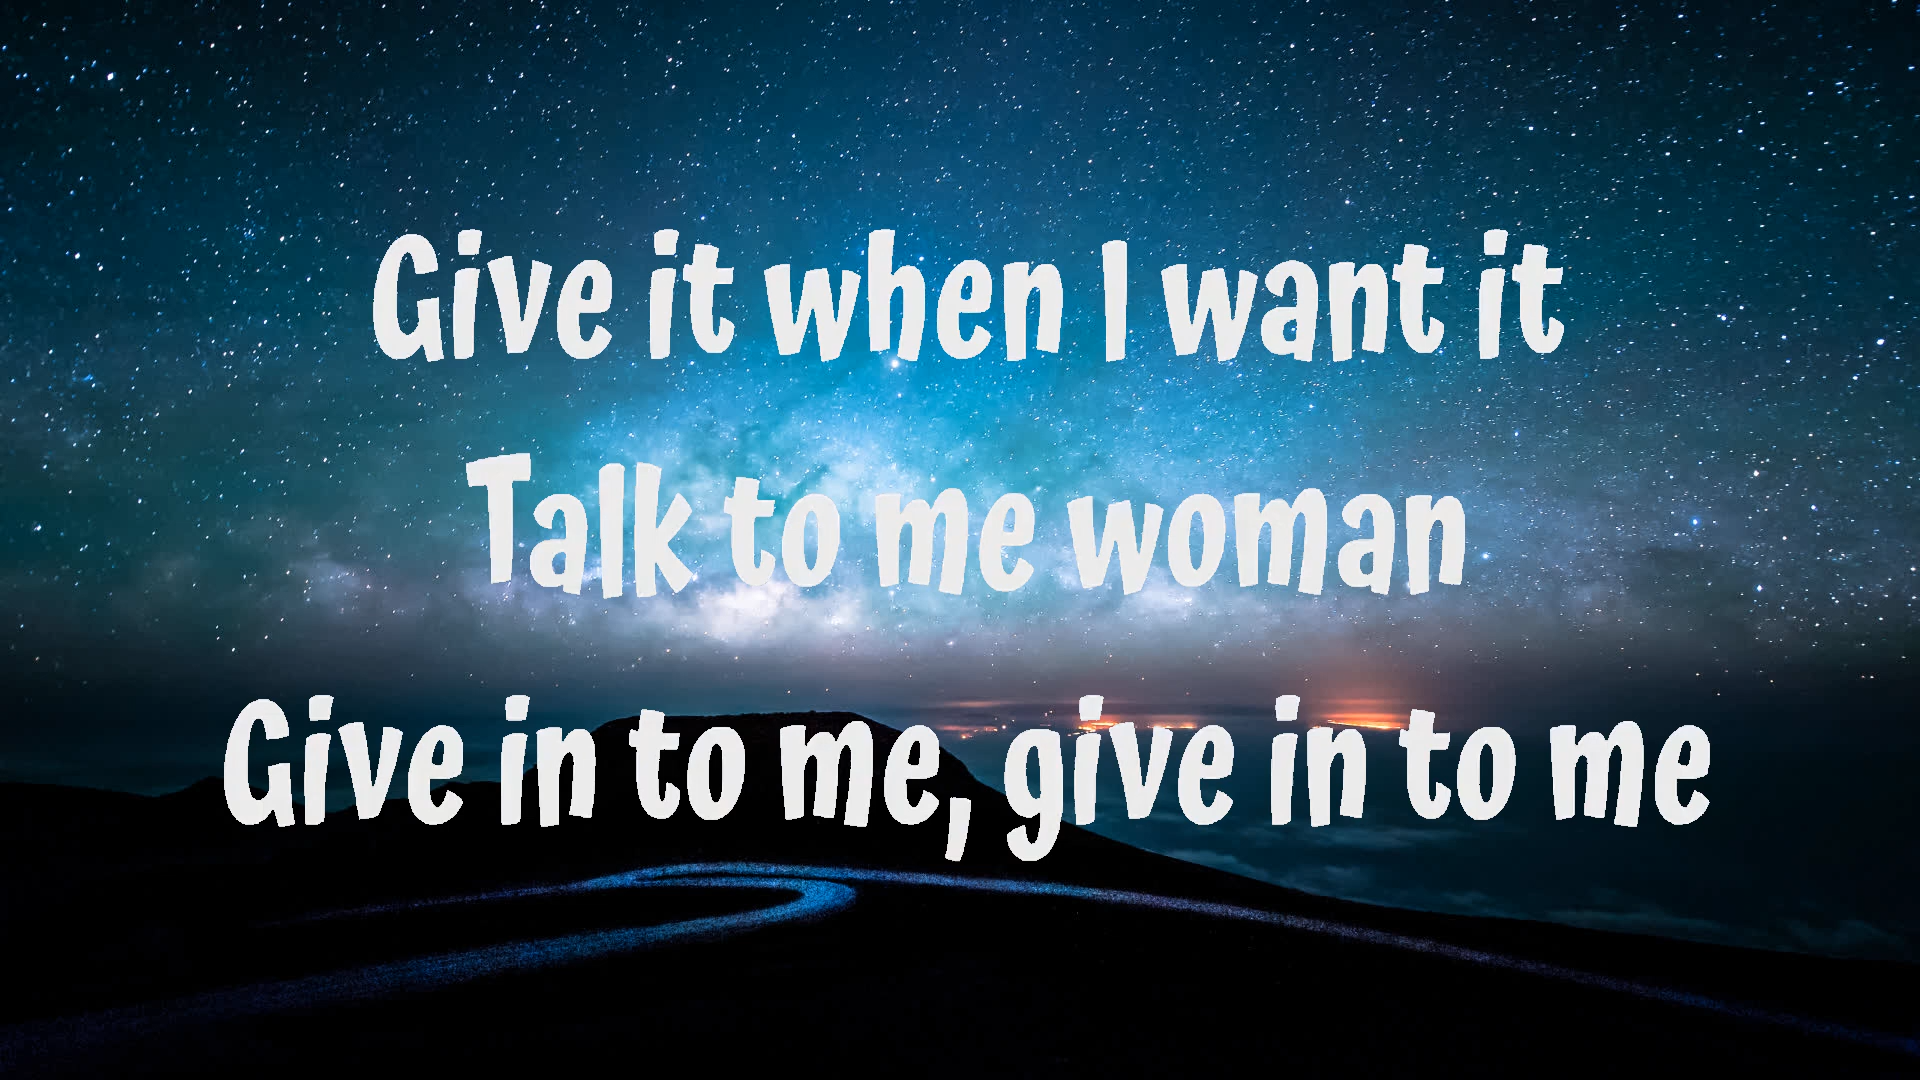 Give it when I want it
Talk to me woman
Give in to me, give in to me